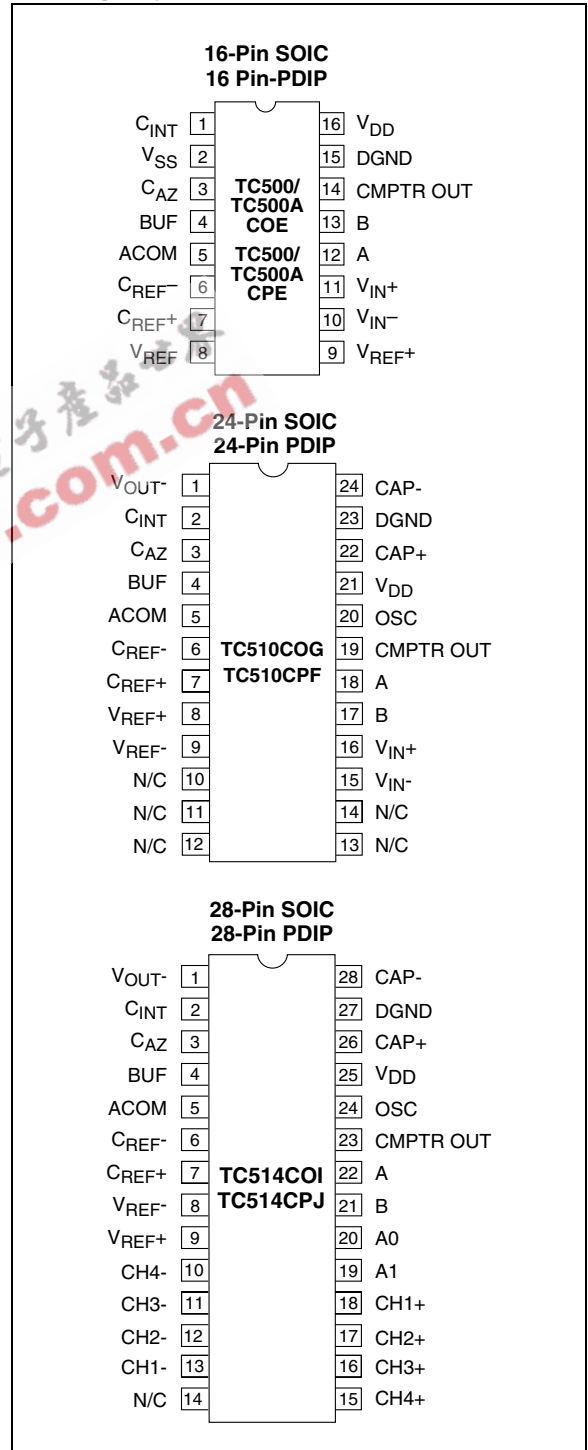 16-Pin SOIC
16 Pin-PDIP
CINT 1 16 VDD
VSS 2 15 DGND
CAZ 3 14 CMPTR OUT
BUF 4 13 B
ACOM 5 12 A
CREF– 6 11 VIN+
CREF+ 7 10 VIN–
VREF 8 9 VREF+
TC500/
TC500A
COE
TC500/
TC500A
CPE
24-Pin SOIC
24-Pin PDIP
VOUT- 1 24 CAP-
CINT 2 23 DGND
CAZ 3 22 CAP+
BUF 4 21 VDD
ACOM 5 20 OSC
CREF- 6 19 CMPTR OUT
CREF+ 7 18 A
VREF+ 8 17 B
VREF- 9 16 VIN+
N/C 10 15 VIN-
N/C 11 14 N/C
N/C 12 13 N/C
TC510COG
TC510CPF
28-Pin SOIC
28-Pin PDIP
VOUT- 1 28 CAP-
CINT 2 27 DGND
CAZ 3 26 CAP+
BUF 4 25 VDD
ACOM 5 24 OSC
CREF- 6 23 CMPTR OUT
CREF+ 7 22 A
VREF- 8 21 B
VREF+ 9 20 A0
CH4- 10 19 A1
CH3- 11 18 CH1+
CH2- 12 17 CH2+
CH1- 13 16 CH3+
N/C 14 15 CH4+
TC514COI
TC514CPJ
子產品世界
.com.cn